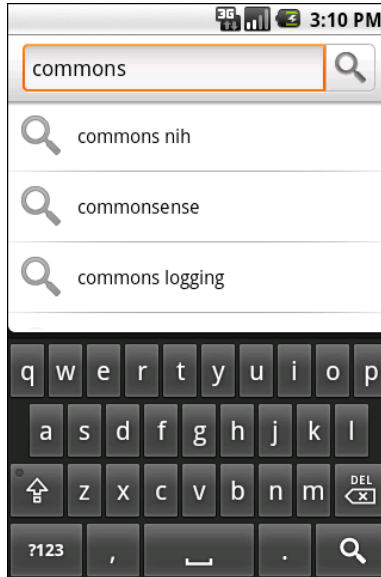 3G 3:10 PM
commons
commons nih
commonsense
commons logging
q w e r t y u i o p
a s d f g h j k l
z x c v b n m DEL
?123 , .